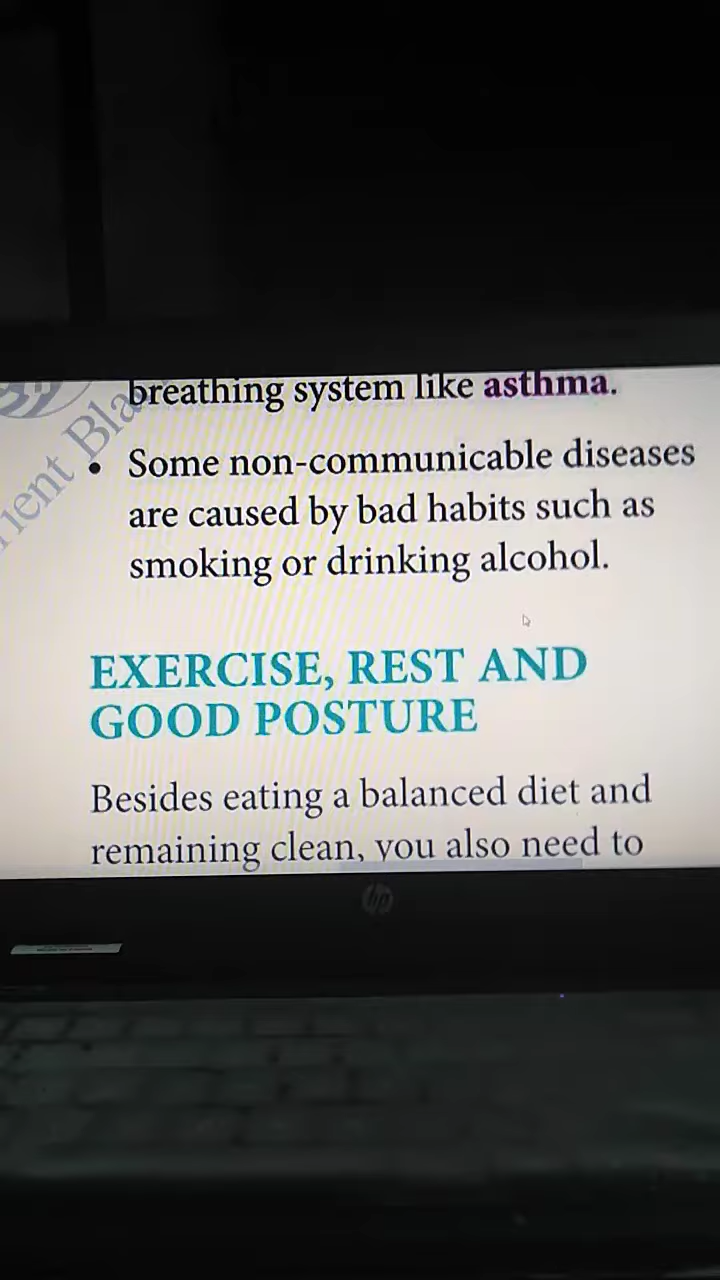 breathing system like asthma.
• Some non-communicable diseases
are caused by bad habits such as
smoking or drinking alcohol.
EXERCISE, REST AND
GOOD POSTURE
Besides eating a balanced diet and
remaining clean, you also need to
hp